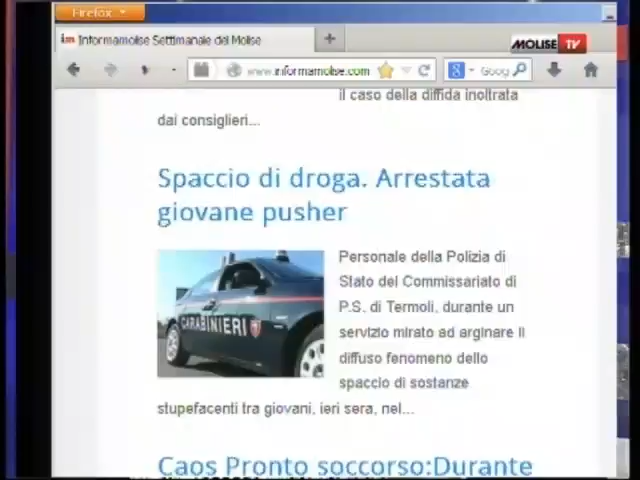 Firefox
im Informamolise Settimanale del Molise
MOLISE TV
www.informamolise.com
8 Goog
il caso della diffida inoltrata
dai consiglieri...
Spaccio di droga. Arrestata
giovane pusher
Personale della Polizia di
Stato del Commissariato di
P.S. di Termoli, durante un
servizio mirato ad arginare il
diffuso fenomeno dello
spaccio di sostanze
stupefacenti tra giovani, ieri sera, nel...
CARABINIERI
Caos Pronto soccorso:Durante